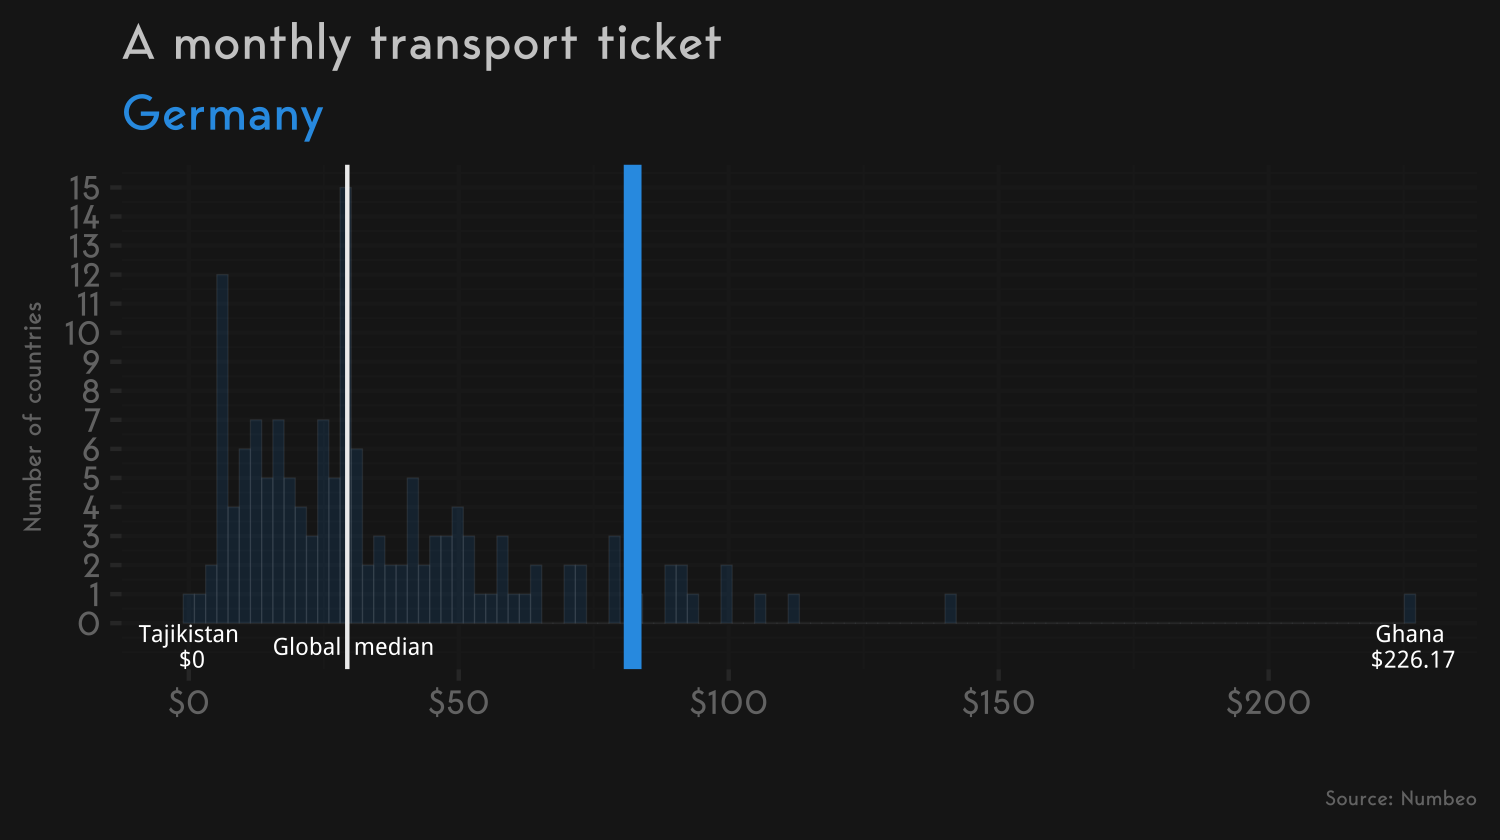 A monthly transport ticket
Germany
Number of countries
15
14
13
12
11
10
9
8
7
6
5
4
3
2
1
0
Tajikistan
$0
Global median
Ghana
$226.17
$0 $50 $100 $150 $200
Source: Numbeo